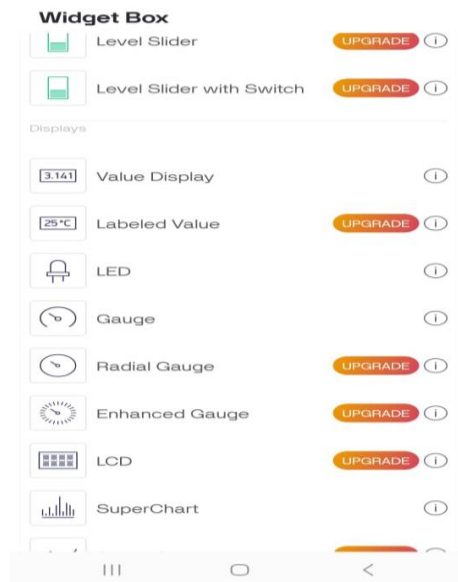 Widget Box
Level Slider UPGRADE i
Level Slider with Switch UPGRADE i
Displays
3.141 Value Display i
25°C Labeled Value UPGRADE i
LED i
Gauge i
Radial Gauge UPGRADE i
Enhanced Gauge UPGRADE i
LCD UPGRADE i
SuperChart i